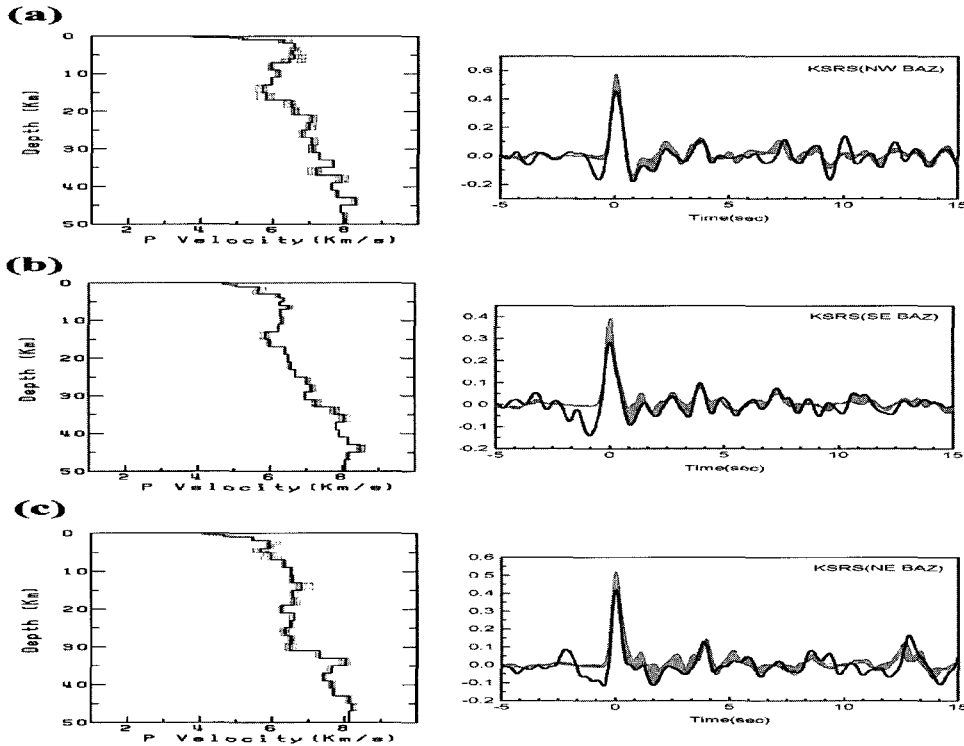 (a)
0
10
20
30
40
50
Depth (Km)
2 4 6 8
P Velocity(Km/s)
KSRS(NW BAZ)
0.6
0.4
0.2
0.0
-0.2
-5 0 5 10 15
Time(sec)
(b)
0
10
20
30
40
50
Depth (Km)
2 4 6 8
P Velocity(Km/s)
KSRS(SE BAZ)
0.5
0.4
0.3
0.2
0.1
0.0
-0.1
-0.2
-5 0 5 10 15
Time(sec)
(c)
0
10
20
30
40
50
Depth (Km)
2 4 6 8
P Velocity(Km/s)
KSRS(NE BAZ)
0.6
0.5
0.4
0.3
0.2
0.1
0.0
-0.1
-0.2
-5 0 5 10 15
Time(sec)